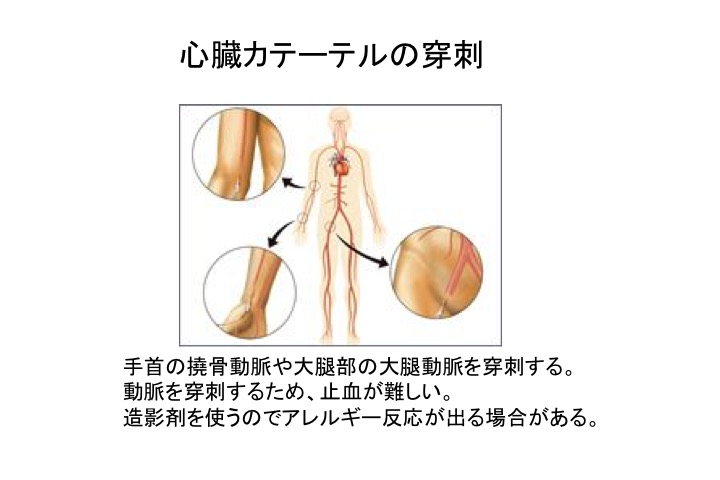 心臓カテーテルの穿刺
手首の撓骨動脈や大腿部の大腿動脈を穿刺する。
動脈を穿刺するため、止血が難しい。
造影剤を使うのでアレルギー反応が出る場合がある。